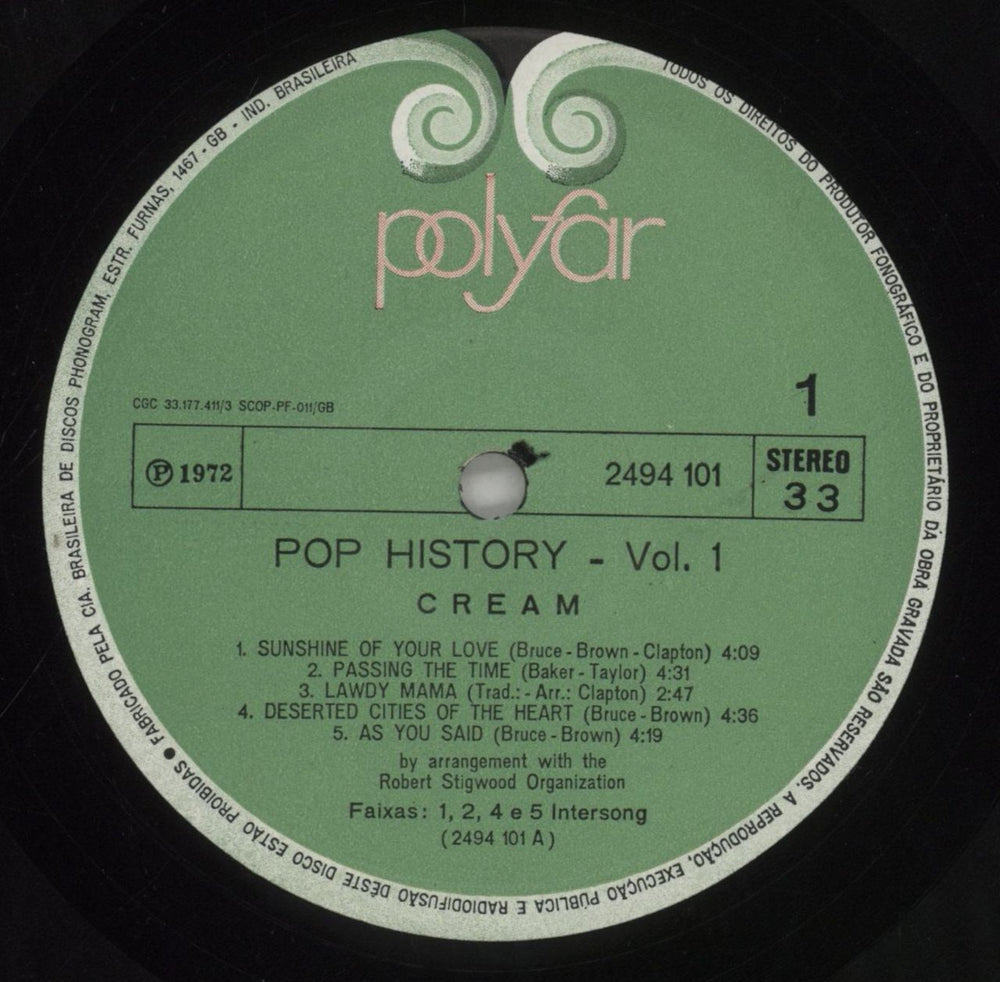 polyfar
CGC 33.177.411/3 SCOP-PF-011/GB
1
Ⓟ 1972
2494 101
STEREO
33
POP HISTORY - Vol. 1
CREAM
1. SUNSHINE OF YOUR LOVE (Bruce - Brown - Clapton) 4:09
2. PASSING THE TIME (Baker - Taylor) 4:31
3. LAWDY MAMA (Trad.: - Arr.: Clapton) 2:47
4. DESERTED CITIES OF THE HEART (Bruce - Brown) 4:36
5. AS YOU SAID (Bruce - Brown) 4:19
by arrangement with the
Robert Stigwood Organization
Faixas: 1, 2, 4 e 5 Intersong
(2494 101 A)
TODOS OS DIREITOS DO PRODUTOR FONOGRÁFICO E DO PROPRIETÁRIO DA OBRA GRAVADA SÃO RESERVADOS. A REPRODUÇÃO, EXECUÇÃO PÚBLICA E RADIODIFUSÃO DÊSTE DISCO ESTÃO PROIBIDAS ● FABRICADO PELA CIA. BRASILEIRA DE DISCOS PHONOGRAM, ESTR. FURNAS, 1467 - GB - IND. BRASILEIRA